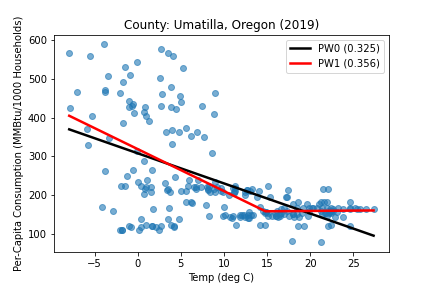 County: Umatilla, Oregon (2019)
Per-Capita Consumption (MMBtu/1000 Households)
600
500
400
300
200
100
PW0 (0.325)
PW1 (0.356)
−5
0
5
10
15
20
25
Temp (deg C)